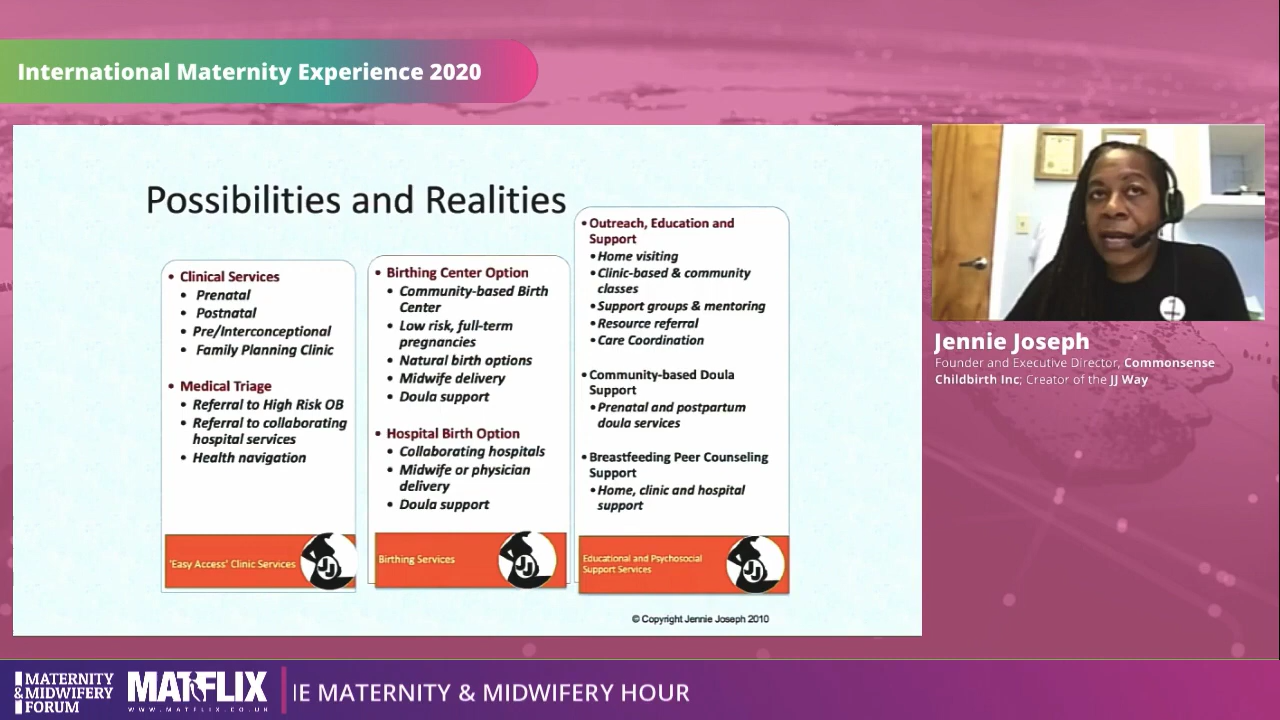 International Maternity Experience 2020
Possibilities and Realities
• Clinical Services
• Prenatal
• Postnatal
• Pre/Interconceptional
• Family Planning Clinic
• Medical Triage
• Referral to High Risk OB
• Referral to collaborating
hospital services
• Health navigation
'Easy Access' Clinic Services
JJ
• Birthing Center Option
• Community-based Birth
Center
• Low risk, full-term
pregnancies
• Natural birth options
• Midwife delivery
• Doula support
• Hospital Birth Option
• Collaborating hospitals
• Midwife or physician
delivery
• Doula support
Birthing Services
JJ
• Outreach, Education and
Support
• Home visiting
• Clinic-based & community
classes
• Support groups & mentoring
• Resource referral
• Care Coordination
• Community-based Doula
Support
• Prenatal and postpartum
doula services
• Breastfeeding Peer Counseling
Support
• Home, clinic and hospital
support
Educational and Psychosocial
Support Services
JJ
© Copyright Jennie Joseph 2010
Jennie Joseph
Founder and Executive Director, Commonsense
Childbirth Inc; Creator of the JJ Way
MATERNITY
& MIDWIFERY
FORUM
MATFLIX
WWW.MATFLIX.CO.UK
IE MATERNITY & MIDWIFERY HOUR